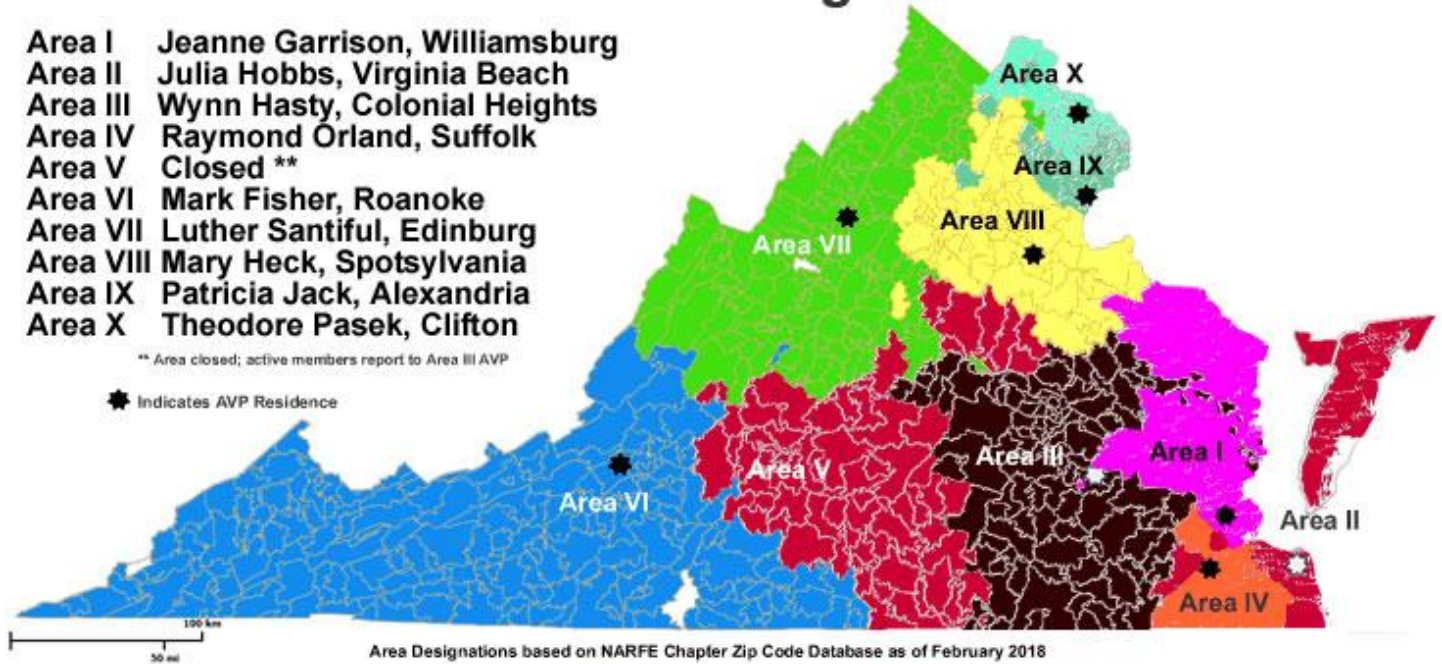 Area I Jeanne Garrison, Williamsburg
Area II Julia Hobbs, Virginia Beach
Area III Wynn Hasty, Colonial Heights
Area IV Raymond Orland, Suffolk
Area V Closed **
Area VI Mark Fisher, Roanoke
Area VII Luther Santiful, Edinburg
Area VIII Mary Heck, Spotsylvania
Area IX Patricia Jack, Alexandria
Area X Theodore Pasek, Clifton
** Area closed; active members report to Area III AVP
Indicates AVP Residence
Area X
Area IX
Area VIII
Area VII
Area I
Area III
Area V
Area VI
Area II
Area IV
100 km
50 mi
Area Designations based on NARFE Chapter Zip Code Database as of February 2018